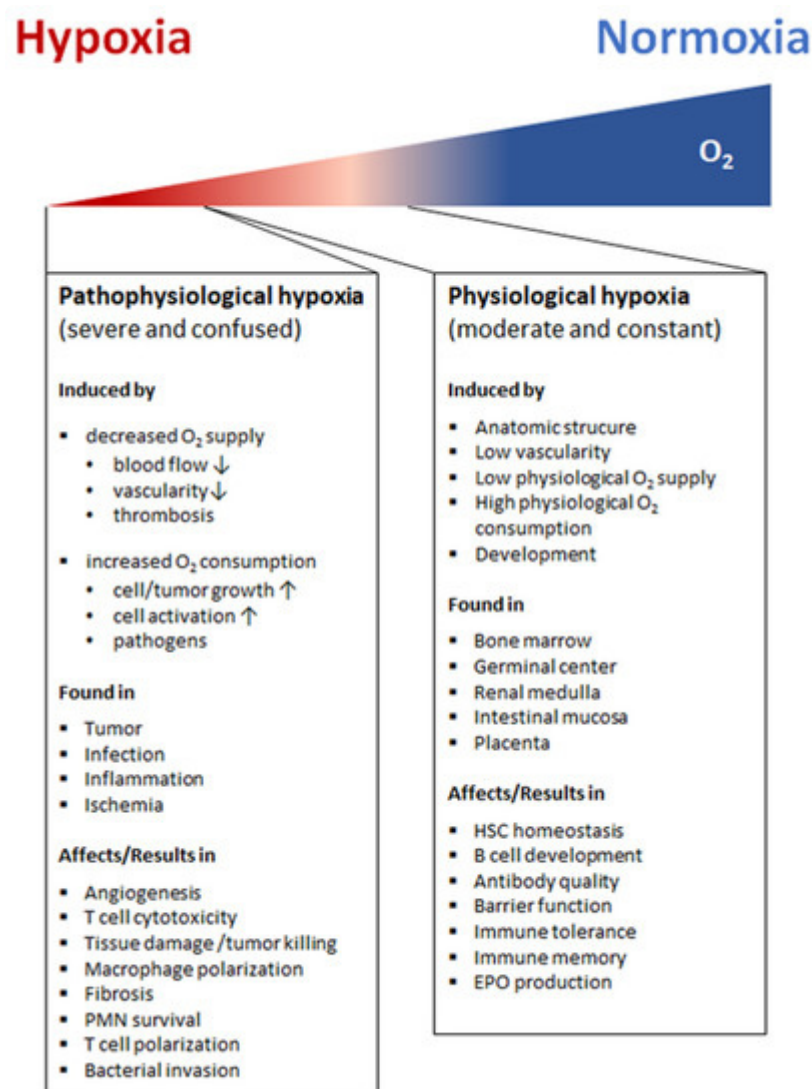 Hypoxia
Normoxia
O₂
Pathophysiological hypoxia
(severe and confused)
Induced by
▪ decreased O₂ supply
• blood flow ↓
• vascularity↓
• thrombosis
▪ increased O₂ consumption
• cell/tumor growth ↑
• cell activation ↑
• pathogens
Found in
▪ Tumor
▪ Infection
▪ Inflammation
▪ Ischemia
Affects/Results in
▪ Angiogenesis
▪ T cell cytotoxicity
▪ Tissue damage /tumor killing
▪ Macrophage polarization
▪ Fibrosis
▪ PMN survival
▪ T cell polarization
▪ Bacterial invasion
Physiological hypoxia
(moderate and constant)
Induced by
▪ Anatomic strucure
▪ Low vascularity
▪ Low physiological O₂ supply
▪ High physiological O₂
consumption
▪ Development
Found in
▪ Bone marrow
▪ Germinal center
▪ Renal medulla
▪ Intestinal mucosa
▪ Placenta
Affects/Results in
▪ HSC homeostasis
▪ B cell development
▪ Antibody quality
▪ Barrier function
▪ Immune tolerance
▪ Immune memory
▪ EPO production